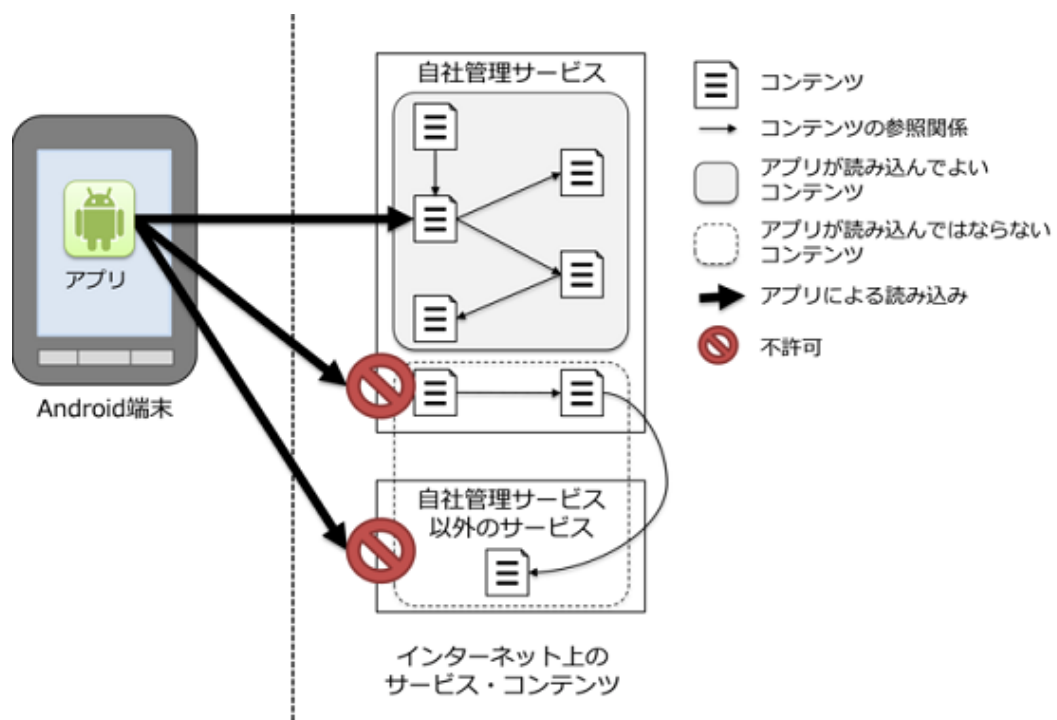 自社管理サービス
アプリ
Android端末
自社管理サービス
以外のサービス
インターネット上の
サービス・コンテンツ
コンテンツ
コンテンツの参照関係
アプリが読み込んでよい
コンテンツ
アプリが読み込んではならない
コンテンツ
アプリによる読み込み
不許可